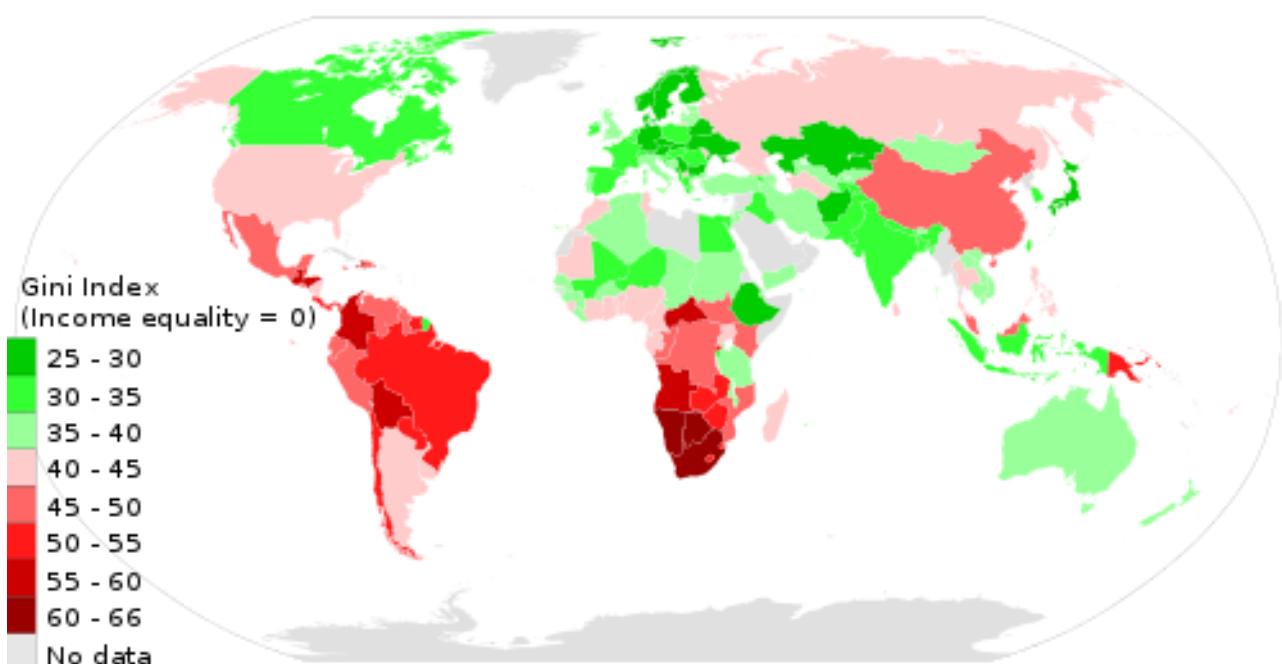 Gini Index
(Income equality = 0)
25 - 30
30 - 35
35 - 40
40 - 45
45 - 50
50 - 55
55 - 60
60 - 66
No data